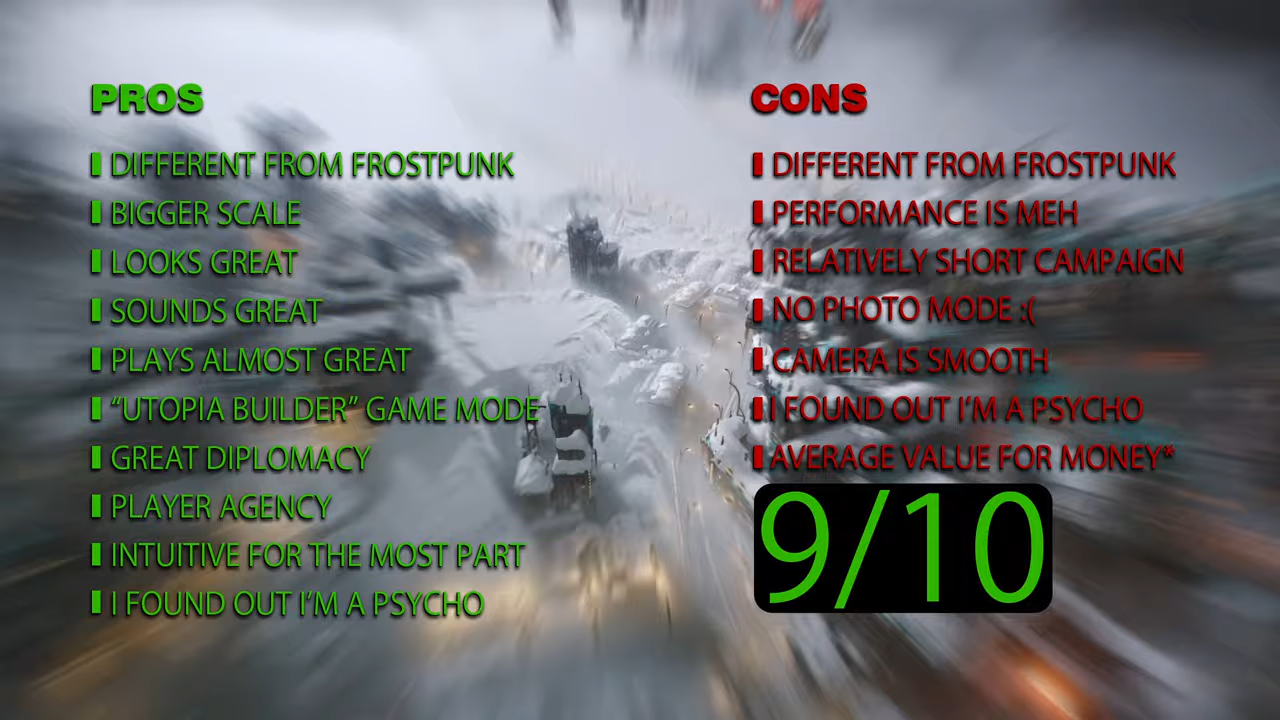 PROS
DIFFERENT FROM FROSTPUNK
BIGGER SCALE
LOOKS GREAT
SOUNDS GREAT
PLAYS ALMOST GREAT
“UTOPIA BUILDER” GAME MODE
GREAT DIPLOMACY
PLAYER AGENCY
INTUITIVE FOR THE MOST PART
I FOUND OUT I'M A PSYCHO
CONS
DIFFERENT FROM FROSTPUNK
PERFORMANCE IS MEH
RELATIVELY SHORT CAMPAIGN
NO PHOTO MODE :(
CAMERA IS SMOOTH
I FOUND OUT I'M A PSYCHO
AVERAGE VALUE FOR MONEY*
9/10